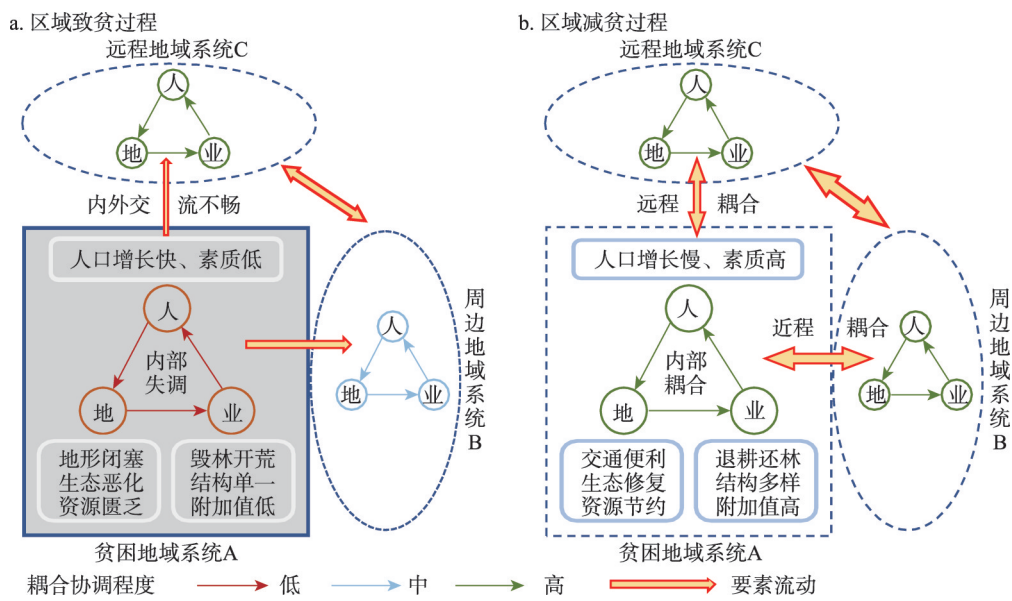 a. 区域致贫过程
远程地域系统C
人
地
业
内外交 流不畅
人口增长快、素质低
人
内部
失调
地
业
地形闭塞
生态恶化
资源匮乏
毁林开荒
结构单一
附加值低
贫困地域系统A
人
地
业
周边地域系统B
b. 区域减贫过程
远程地域系统C
人
地
业
远程 耦合
人口增长慢、素质高
人
内部
耦合
地
业
交通便利
生态修复
资源节约
退耕还林
结构多样
附加值高
贫困地域系统A
近程 耦合
人
地
业
周边地域系统B
耦合协调程度 低 中 高 要素流动